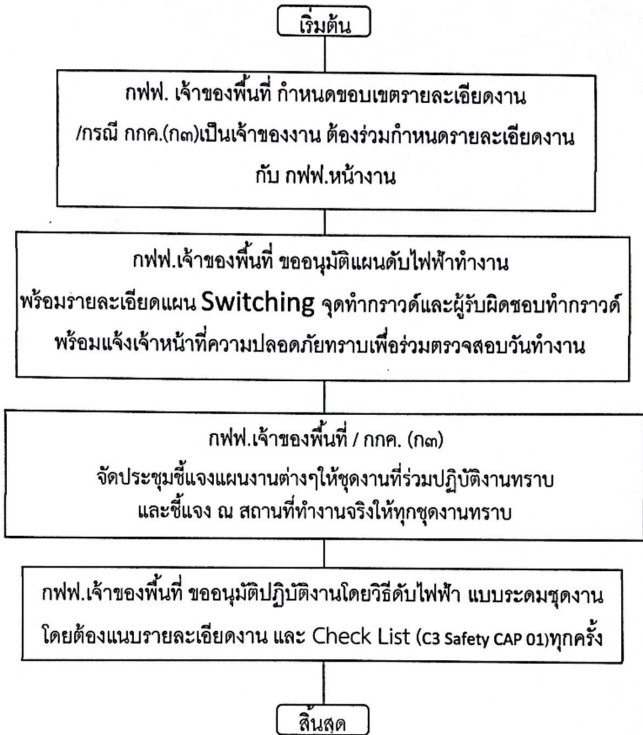 เริ่มต้น
กฟฟ. เจ้าของพื้นที่ กำหนดขอบเขตรายละเอียดงาน
/กรณี กกค.(ก๓)เป็นเจ้าของงาน ต้องร่วมกำหนดรายละเอียดงาน
กับ กฟฟ.หน้างาน
กฟฟ.เจ้าของพื้นที่ ขออนุมัติแผนดับไฟฟ้าทำงาน
พร้อมรายละเอียดแผน Switching จุดทำกราวด์และผู้รับผิดชอบทำกราวด์
พร้อมแจ้งเจ้าหน้าที่ความปลอดภัยทราบเพื่อร่วมตรวจสอบวันทำงาน
กฟฟ.เจ้าของพื้นที่ / กกค. (ก๓)
จัดประชุมชี้แจงแผนงานต่างๆให้ชุดงานที่ร่วมปฏิบัติงานทราบ
และชี้แจง ณ สถานที่ทำงานจริงให้ทุกชุดงานทราบ
กฟฟ.เจ้าของพื้นที่ ขออนุมัติปฏิบัติงานโดยวิธีดับไฟฟ้า แบบระดมชุดงาน
โดยต้องแนบรายละเอียดงาน และ Check List (C3 Safety CAP 01)ทุกครั้ง
สิ้นสุด